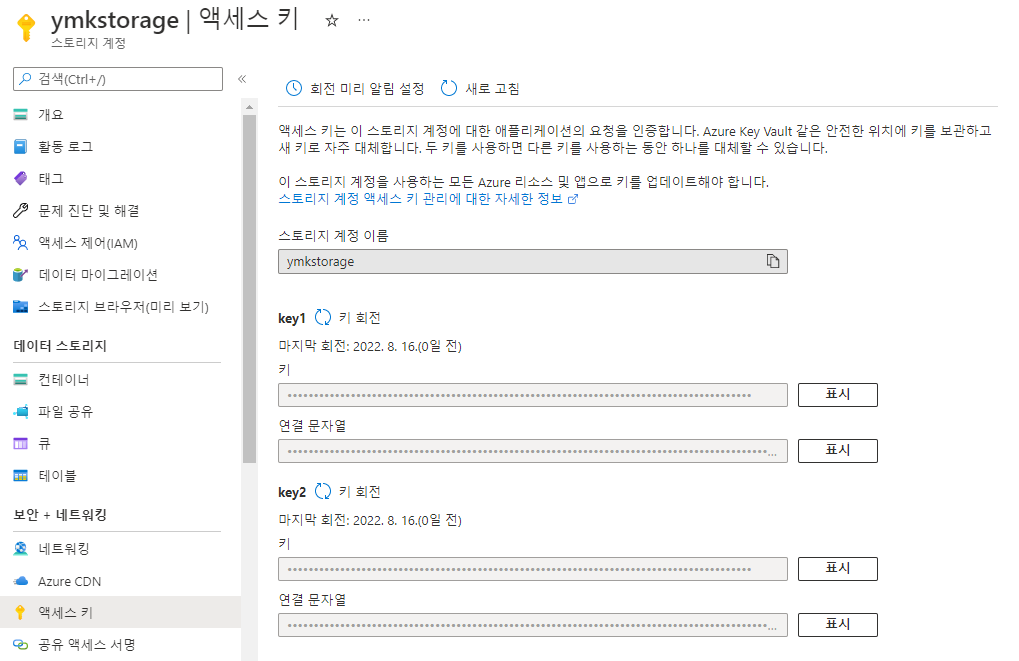 ymkstorage | 액세스 키
스토리지 계정
검색(Ctrl+/)
개요
활동 로그
태그
문제 진단 및 해결
액세스 제어(IAM)
데이터 마이그레이션
스토리지 브라우저(미리 보기)
데이터 스토리지
컨테이너
파일 공유
큐
테이블
보안 + 네트워킹
네트워킹
Azure CDN
액세스 키
공유 액세스 서명
회전 미리 알림 설정 새로 고침
액세스 키는 이 스토리지 계정에 대한 애플리케이션의 요청을 인증합니다. Azure Key Vault 같은 안전한 위치에 키를 보관하고
새 키로 자주 대체합니다. 두 키를 사용하면 다른 키를 사용하는 동안 하나를 대체할 수 있습니다.
이 스토리지 계정을 사용하는 모든 Azure 리소스 및 앱으로 키를 업데이트해야 합니다.
스토리지 계정 액세스 키 관리에 대한 자세한 정보
스토리지 계정 이름
ymkstorage
key1 키 회전
마지막 회전: 2022. 8. 16.(0일 전)
키
표시
연결 문자열
표시
key2 키 회전
마지막 회전: 2022. 8. 16.(0일 전)
키
표시
연결 문자열
표시